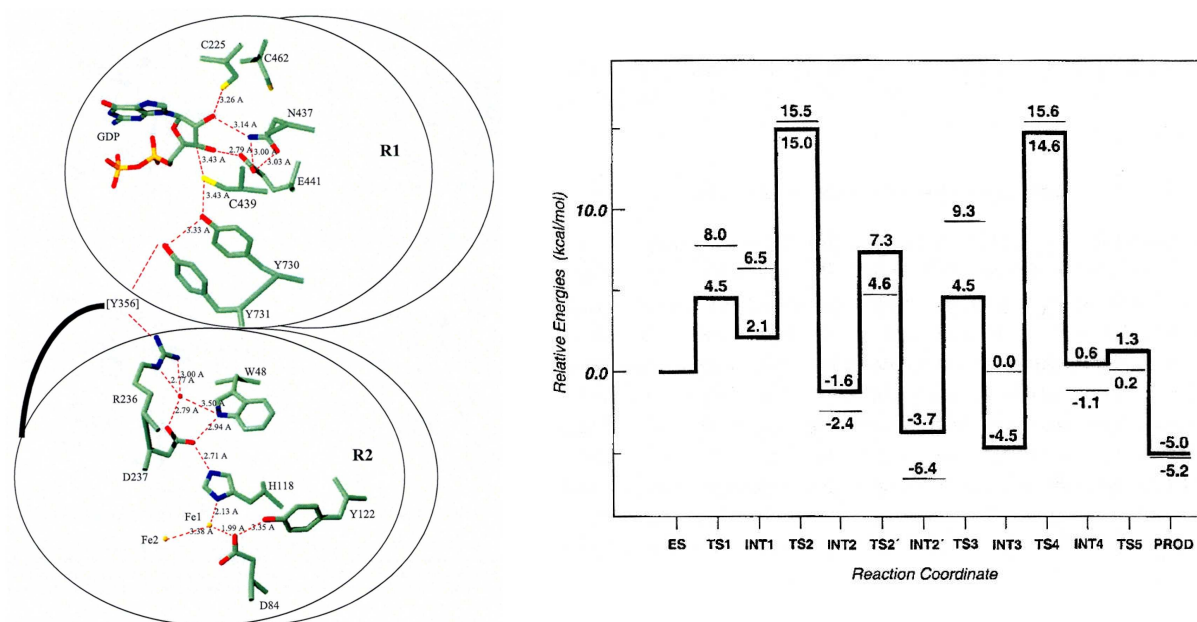 C225
C462
3.26 A
N437
3.14 A
GDP
2.79 A
3.00 A
3.03 A
R1
3.43 A
E441
3.43 A
C439
3.33 A
Y730
Y731
[Y356]
3.00 A
2.77 A
W48
R236
3.50 A
2.79 A
2.94 A
D237
2.71 A
R2
H118
Fe1
2.13 A
Y122
Fe2
3.38 A
1.99 A
3.35 A
D84
Relative Energies (kcal/mol)
10.0
0.0
8.0
4.5
6.5
2.1
15.5
15.0
-1.6
-2.4
7.3
4.6
-3.7
-6.4
9.3
4.5
0.0
-4.5
15.6
14.6
0.6
-1.1
1.3
0.2
-5.0
-5.2
ES TS1 INT1 TS2 INT2 TS2´ INT2´ TS3 INT3 TS4 INT4 TS5 PROD
Reaction Coordinate